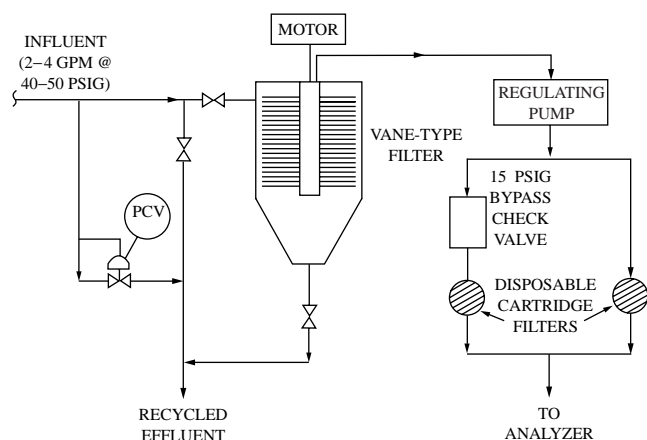 INFLUENT
(2–4 GPM @
40–50 PSIG)
MOTOR
REGULATING
PUMP
VANE-TYPE
FILTER
15 PSIG
BYPASS
CHECK
VALVE
PCV
DISPOSABLE
CARTRIDGE
FILTERS
RECYCLED
EFFLUENT
TO
ANALYZER